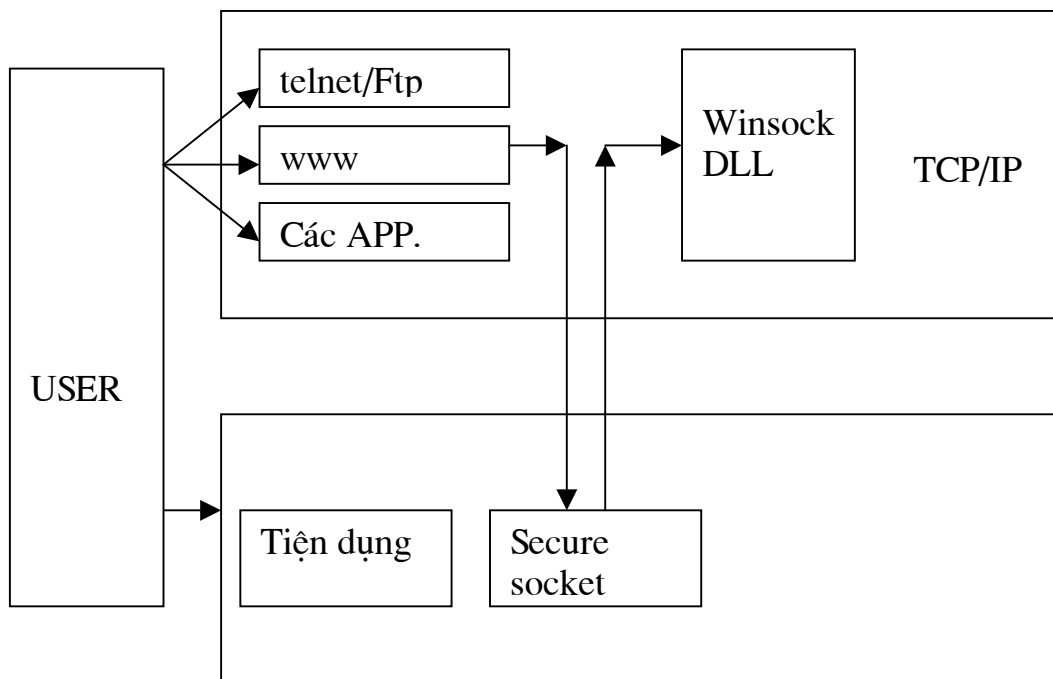 telnet/Ftp
www
Các APP.
Winsock
DLL
TCP/IP
USER
Tiện dụng
Secure
socket